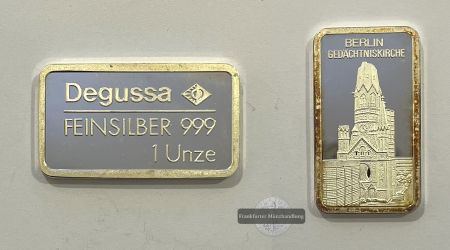 Degussa
FEINSILBER 999
1 Unze
BERLIN
GEDÄCHTNISKIRCHE
Frankfurter Münzhandlung